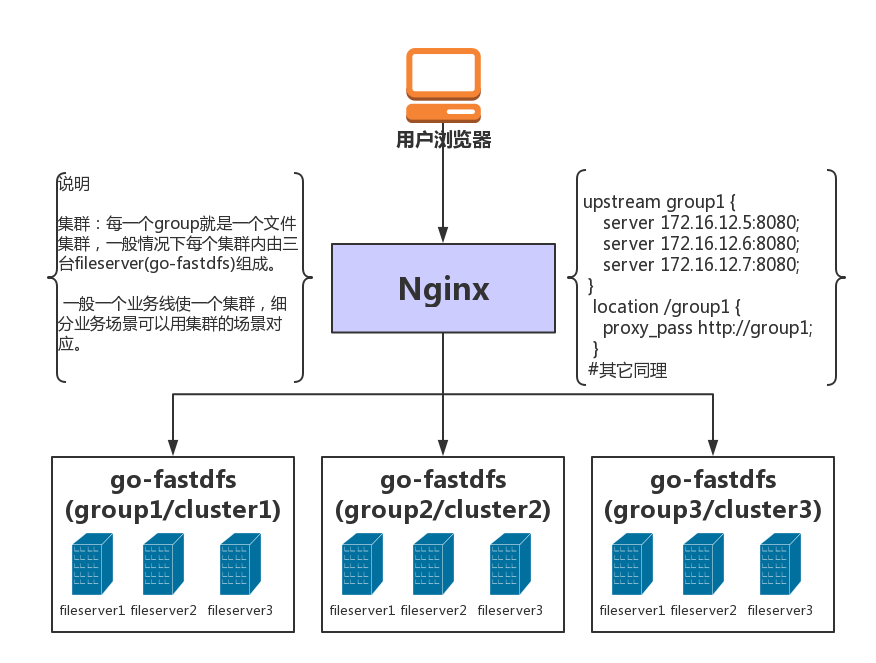 用户浏览器
说明
集群：每一个group就是一个文件
集群，一般情况下每个集群内由三
台fileserver(go-fastdfs)组成。
一般一个业务线使一个集群，细
分业务场景可以用集群的场景对
应。
Nginx
upstream group1 {
server 172.16.12.5:8080;
server 172.16.12.6:8080;
server 172.16.12.7:8080;
}
location /group1 {
proxy_pass http://group1;
}
#其它同理
go-fastdfs
(group1/cluster1)
fileserver1 fileserver2 fileserver3
go-fastdfs
(group2/cluster2)
fileserver1 fileserver2 fileserver3
go-fastdfs
(group3/cluster3)
fileserver1 fileserver2 fileserver3